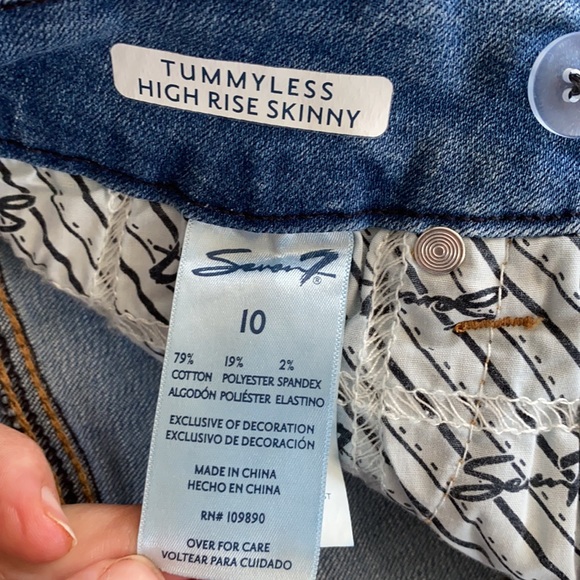 TUMMYLESS
HIGH RISE SKINNY
Seven7®
10
79% 19% 2%
COTTON POLYESTER SPANDEX
ALGODÓN POLIÉSTER ELASTINO
EXCLUSIVE OF DECORATION
EXCLUSIVO DE DECORACIÓN
MADE IN CHINA
HECHO EN CHINA
RN# 109890
OVER FOR CARE
VOLTEAR PARA CUIDADO
Seven7